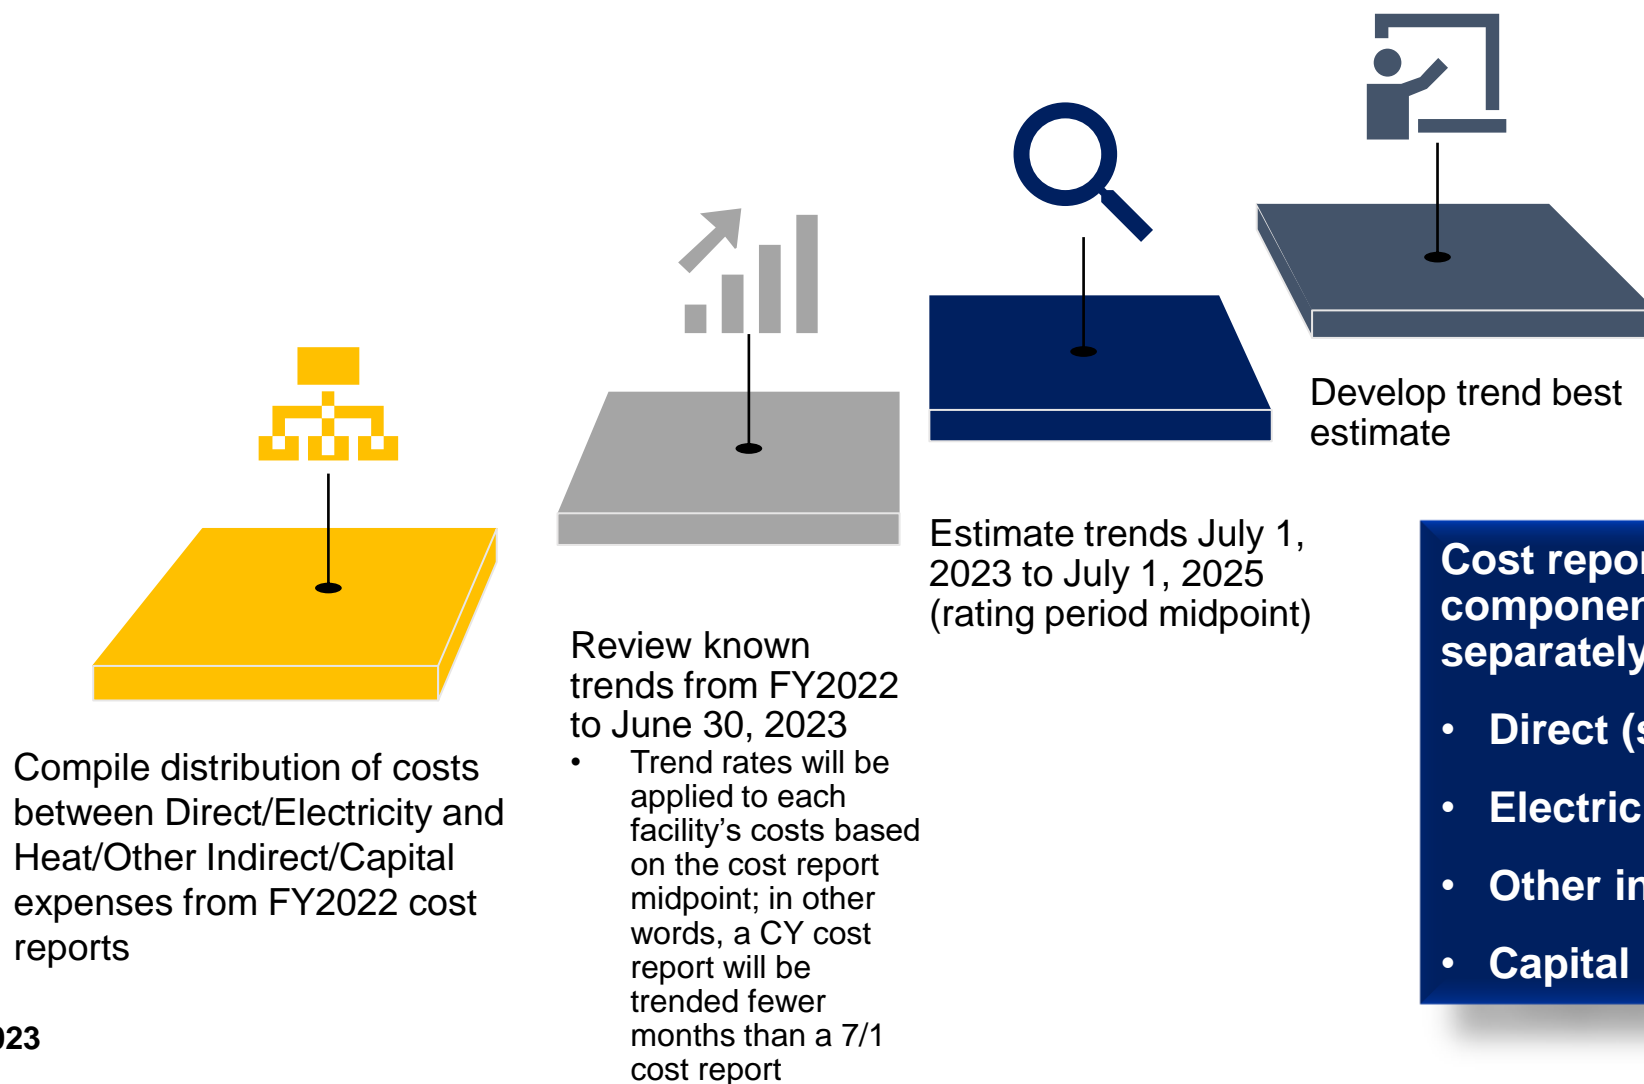 Compile distribution of costs
between Direct/Electricity and
Heat/Other Indirect/Capital
expenses from FY2022 cost
reports
Review known
trends from FY2022
to June 30, 2023
• Trend rates will be
applied to each
facility’s costs based
on the cost report
midpoint; in other
words, a CY cost
report will be
trended fewer
months than a 7/1
cost report
Estimate trends July 1,
2023 to July 1, 2025
(rating period midpoint)
Develop trend best
estimate
Cost
separately
• Direct
• Electric
• Other
• Capital